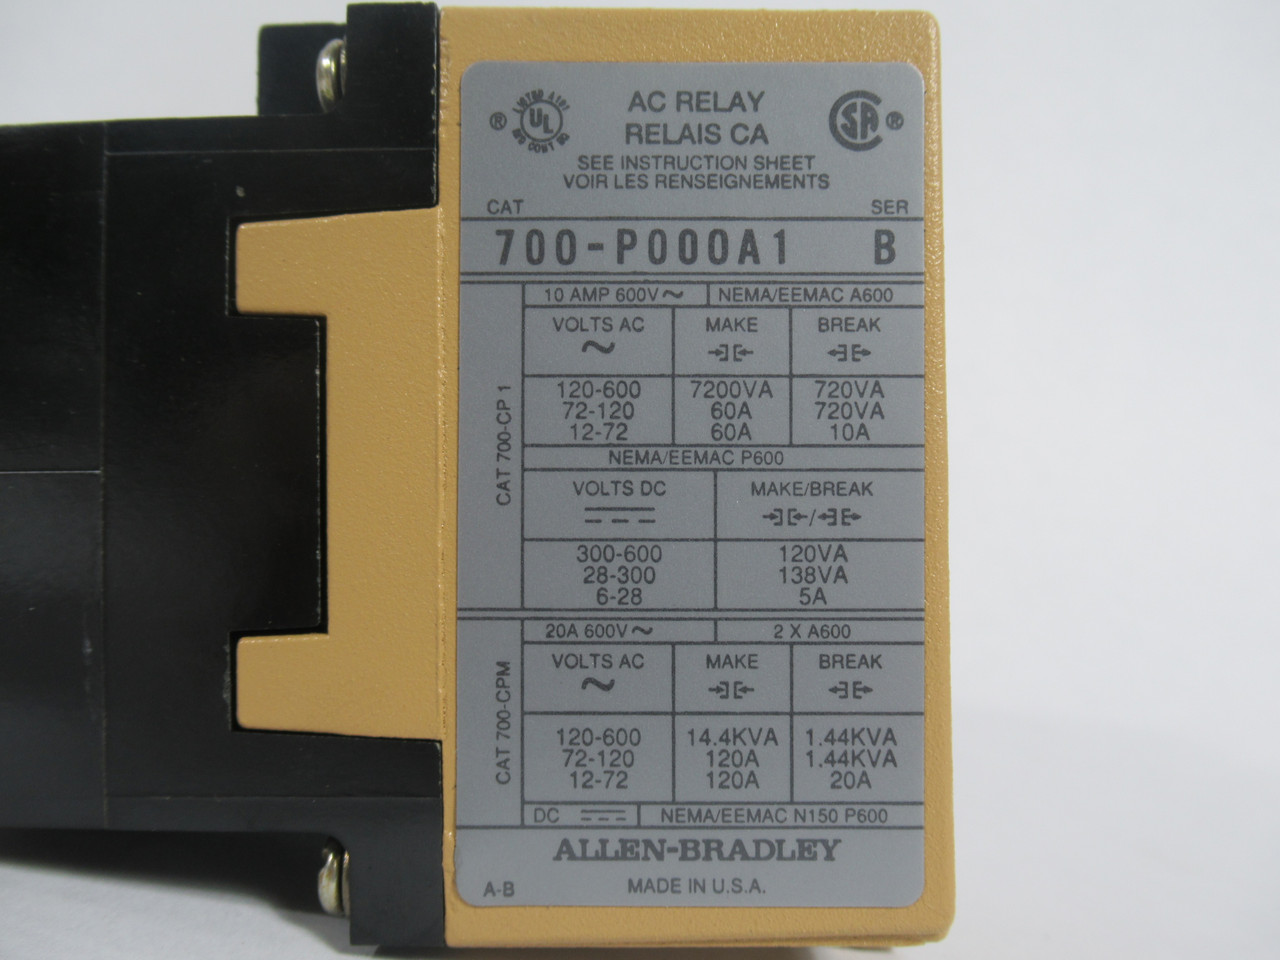 LISTED A197
UL
®
AC RELAY
RELAIS CA
SA ®
SEE INSTRUCTION SHEET
VOIR LES RENSEIGNEMENTS
CAT SER
700-P000A1 B
CAT 700-CP 1
10 AMP 600V~ NEMA/EEMAC A600
VOLTS AC MAKE BREAK
120-600 7200VA 720VA
72-120 60A 720VA
12-72 60A 10A
NEMA/EEMAC P600
VOLTS DC MAKE/BREAK
300-600 120VA
28-300 138VA
6-28 5A
CAT 700-CPM
20A 600V~ 2 X A600
VOLTS AC MAKE BREAK
120-600 14.4KVA 1.44KVA
72-120 120A 1.44KVA
12-72 120A 20A
DC NEMA/EEMAC N150 P600
ALLEN-BRADLEY
A-B MADE IN U.S.A.